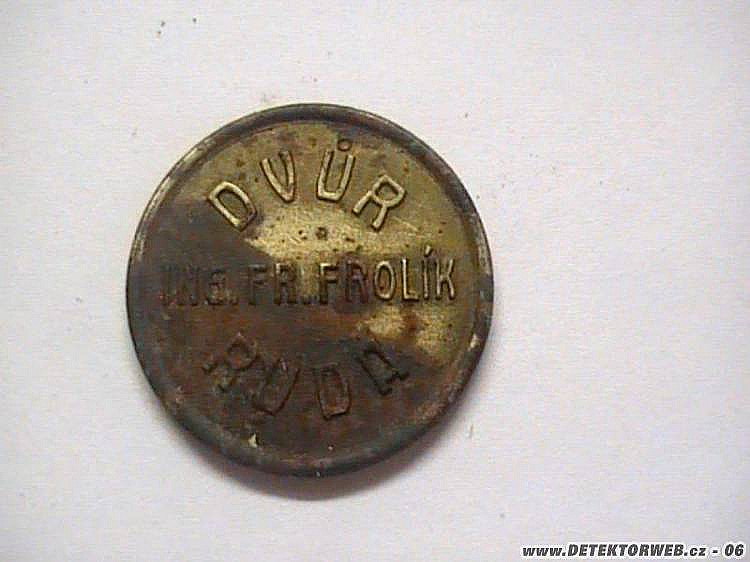 DVŮR
ING. FR. FROLÍK
RUDA
www.DETEKTORWEB.cz - 06